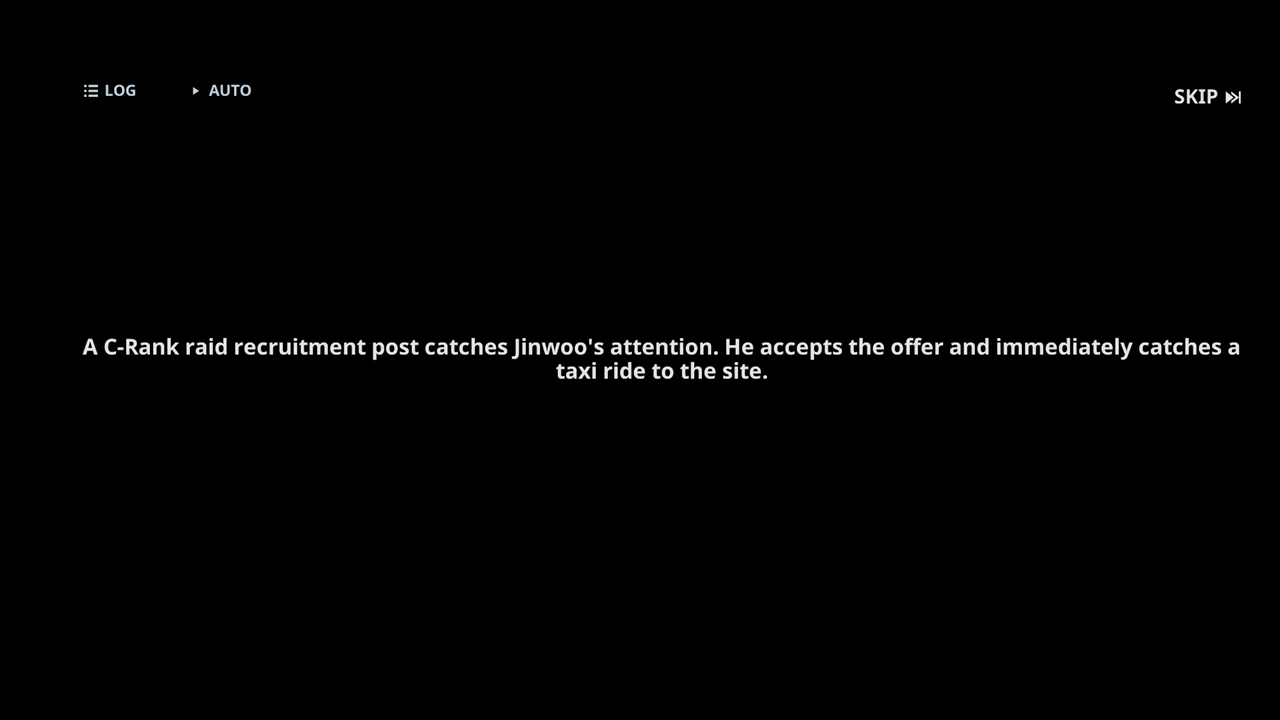 LOG
AUTO
SKIP
A C-Rank raid recruitment post catches Jinwoo's attention. He accepts the offer and immediately catches a
taxi ride to the site.